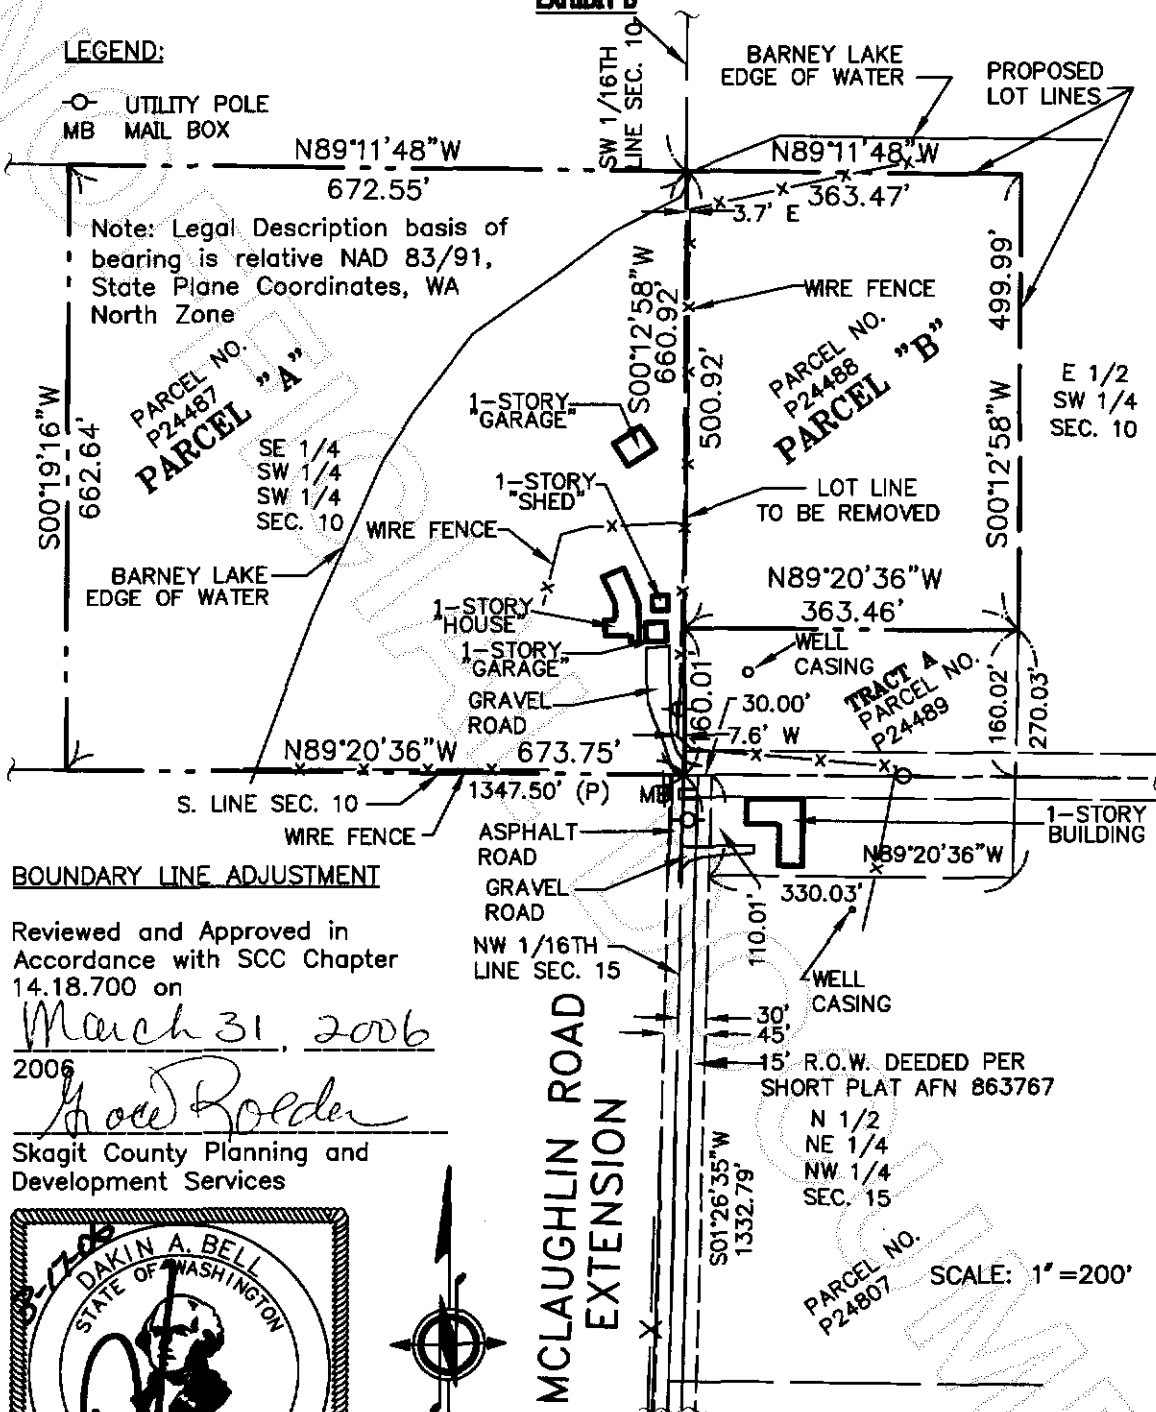 EXHIBIT B
LEGEND:
UTILITY POLE
MB MAIL BOX
SW 1/16TH
LINE SEC. 10
BARNEY LAKE
EDGE OF WATER
PROPOSED
LOT LINES
N89°11'48"W
672.55'
N89°11'48"W
363.47'
3.7' E
Note: Legal Description basis of
bearing is relative NAD 83/91,
State Plane Coordinates, WA
North Zone
S00°12'58"W
660.92'
500.92'
WIRE FENCE
499.99'
S00°12'58"W
PARCEL NO.
P24487
PARCEL "A"
PARCEL NO.
P24488
PARCEL "B"
E 1/2
SW 1/4
SEC. 10
S00°19'16"W
662.64'
SE 1/4
SW 1/4
SW 1/4
SEC. 10
1-STORY
"GARAGE"
1-STORY
"SHED"
LOT LINE
TO BE REMOVED
WIRE FENCE
BARNEY LAKE
EDGE OF WATER
N89°20'36"W
363.46'
1-STORY
"HOUSE"
1-STORY
"GARAGE"
WELL
CASING
TRACT A
PARCEL NO.
P24489
GRAVEL
ROAD
160.01'
30.00'
7.6' W
160.02'
270.03'
N89°20'36"W 673.75'
S. LINE SEC. 10
1347.50' (P)
MB
WIRE FENCE
ASPHALT
ROAD
1-STORY
BUILDING
N89°20'36"W
330.03'
GRAVEL
ROAD
110.01'
BOUNDARY LINE ADJUSTMENT
Reviewed and Approved in
Accordance with SCC Chapter
14.18.700 on
March 31, 2006
2006
Skagit County Planning and
Development Services
NW 1/16TH
LINE SEC. 15
WELL
CASING
30'
45'
15' R.O.W. DEEDED PER
SHORT PLAT AFN 863767
N 1/2
NE 1/4
NW 1/4
SEC. 15
MCLAUGHLIN ROAD
EXTENSION
S01°26'35"W
1332.79'
PARCEL NO.
P24807
SCALE: 1"=200'
DAKIN A. BELL
STATE OF WASHINGTON